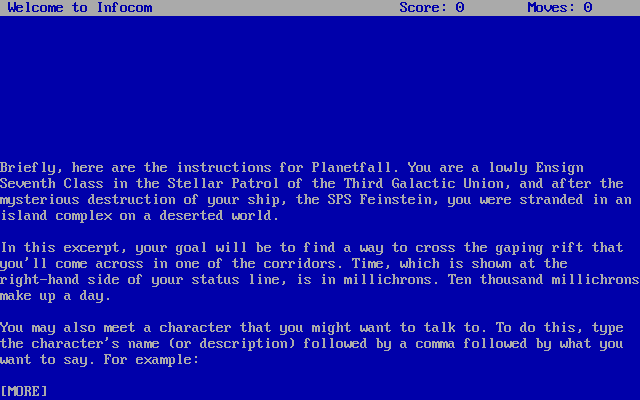 Welcome to Infocom Score: 0 Moves: 0
Briefly, here are the instructions for Planetfall. You are a lowly Ensign
Seventh Class in the Stellar Patrol of the Third Galactic Union, and after the
mysterious destruction of your ship, the SPS Feinstein, you were stranded in an
island complex on a deserted world.
In this excerpt, your goal will be to find a way to cross the gaping rift that
you'll come across in one of the corridors. Time, which is shown at the
right-hand side of your status line, is in millichrons. Ten thousand millichrons
make up a day.
You may also meet a character that you might want to talk to. To do this, type
the character's name (or description) followed by a comma followed by what you
want to say. For example:
[MORE]